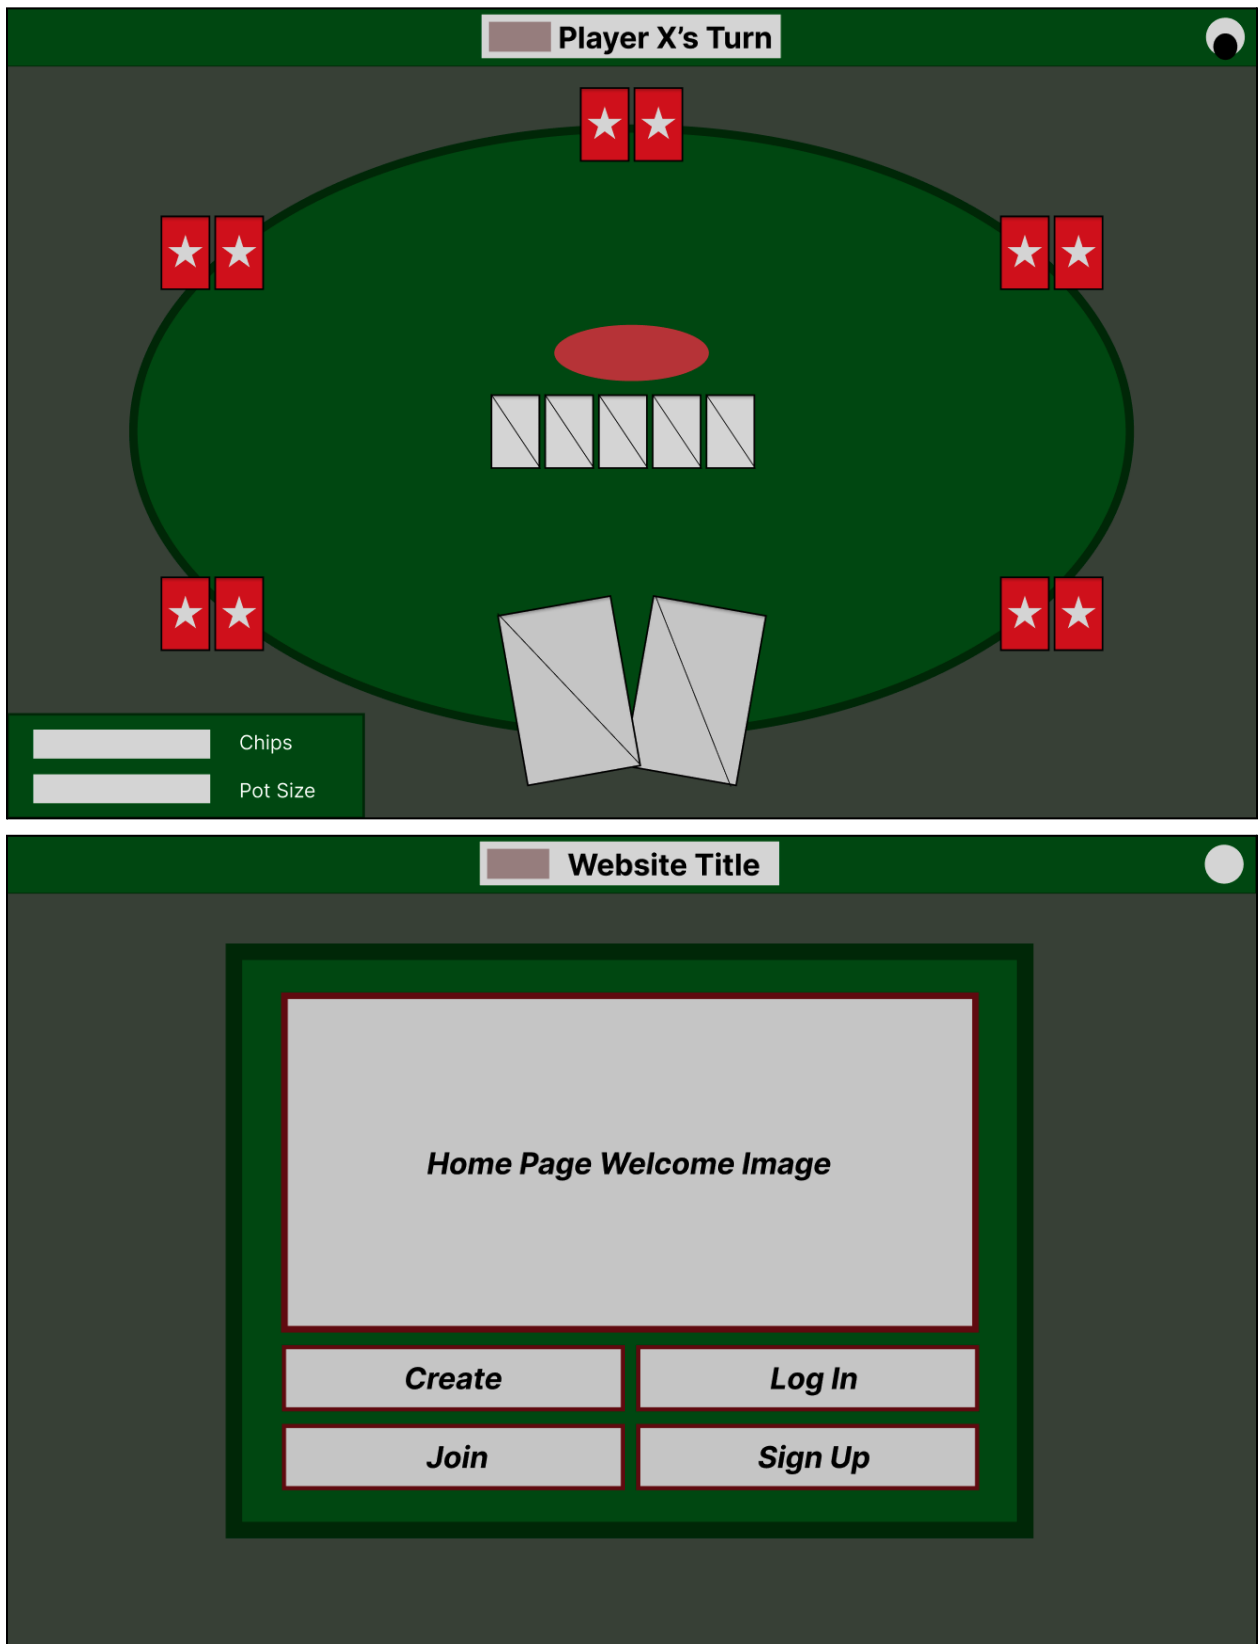 Player X’s Turn
Chips
Pot Size
Website Title
Home Page Welcome Image
Create
Log In
Join
Sign Up